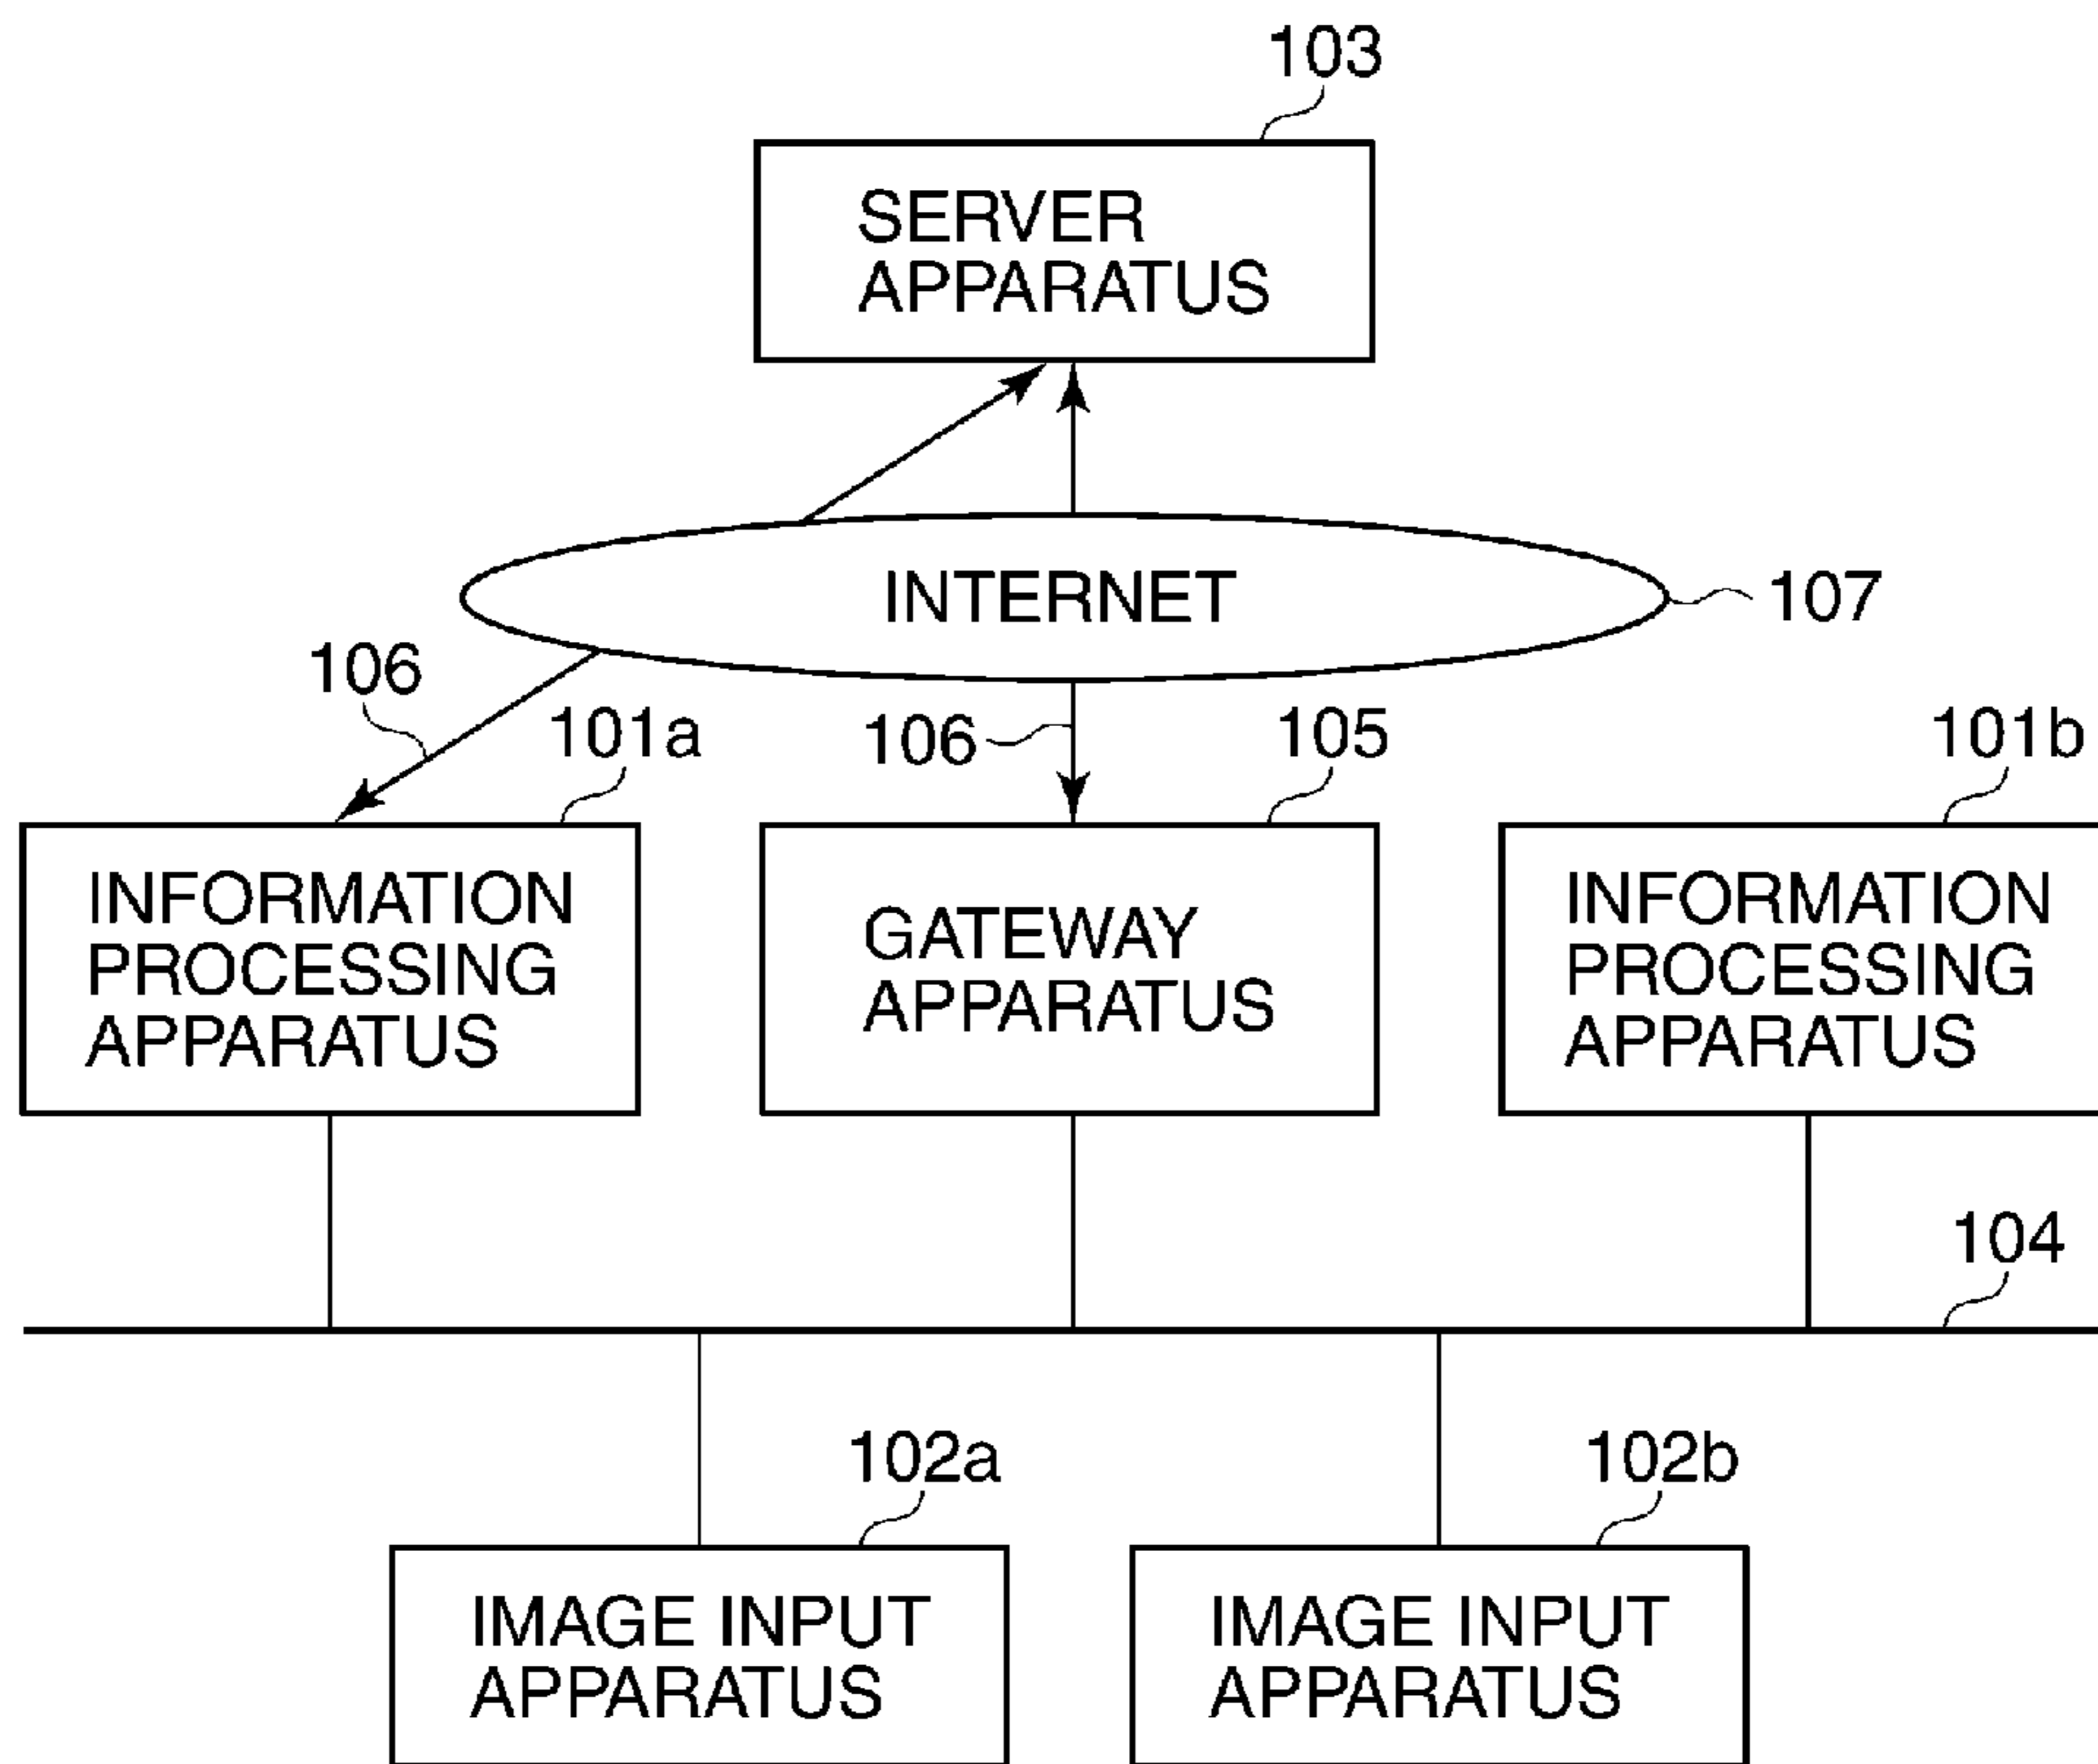 103
SERVER
APPARATUS
INTERNET
107
106
101a
106
105
101b
INFORMATION
PROCESSING
APPARATUS
GATEWAY
APPARATUS
INFORMATION
PROCESSING
APPARATUS
104
102a
102b
IMAGE INPUT
APPARATUS
IMAGE INPUT
APPARATUS